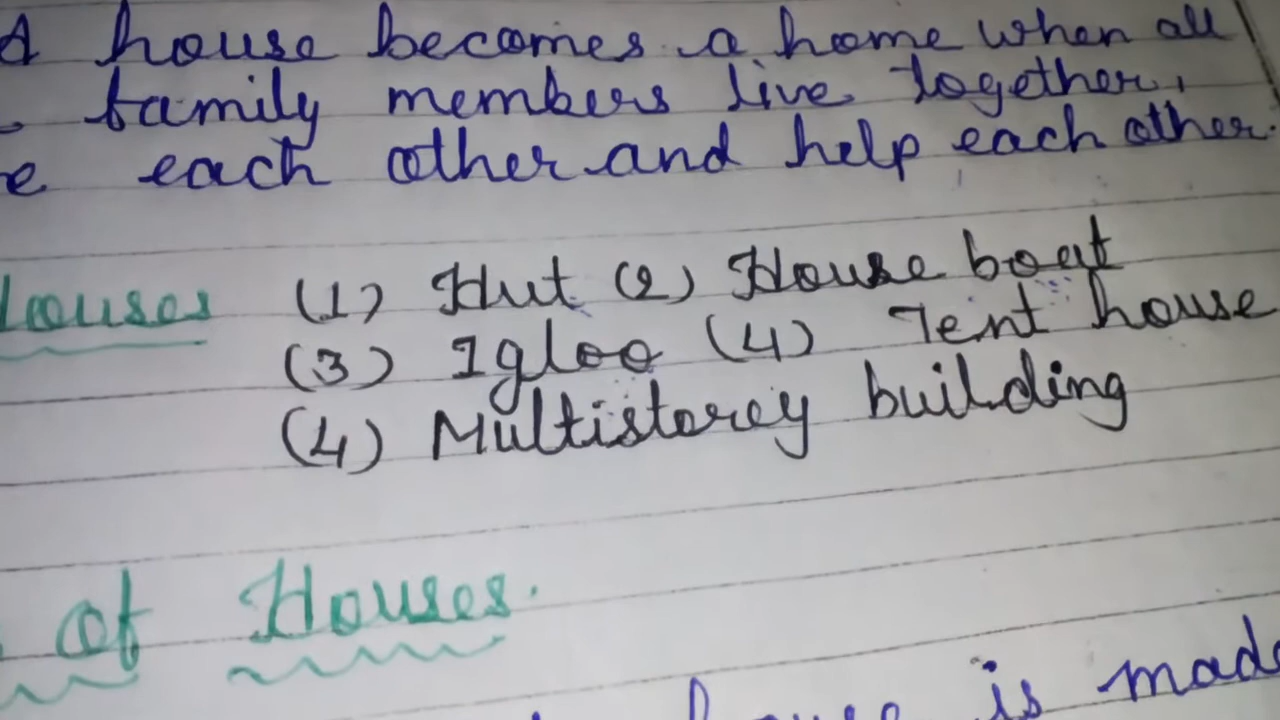 A house becomes a home when all
family members live together,
each other and help each other.
Houses (1) Hut (2) House boat
(3) Igloo (4) Tent house
(4) Multistorey building
of Houses.
is made